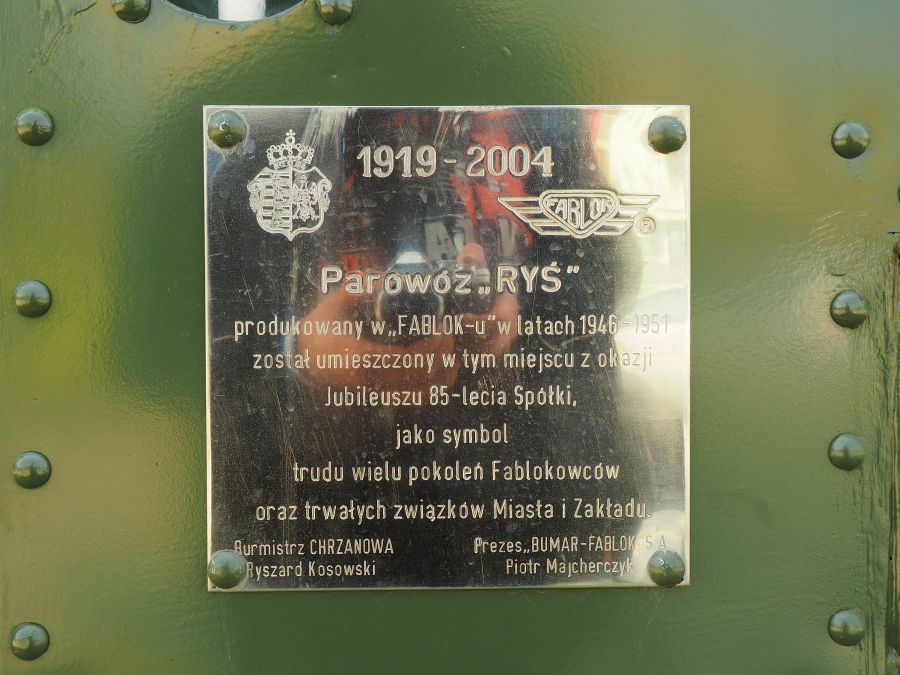 1919-2004
FABLOK ®
Parowóz „RYŚ”
produkowany w „FABLOK-u” w latach 1946-1951
został umieszczony w tym miejscu z okazji
Jubileuszu 85-lecia Spółki,
jako symbol
trudu wielu pokoleń Fablokowców
oraz trwałych związków Miasta i Zakładu.
Burmistrz CHRZANOWA
Ryszard Kosowski
Prezes „BUMAR-FABLOK” S A
Piotr Majcherczyk